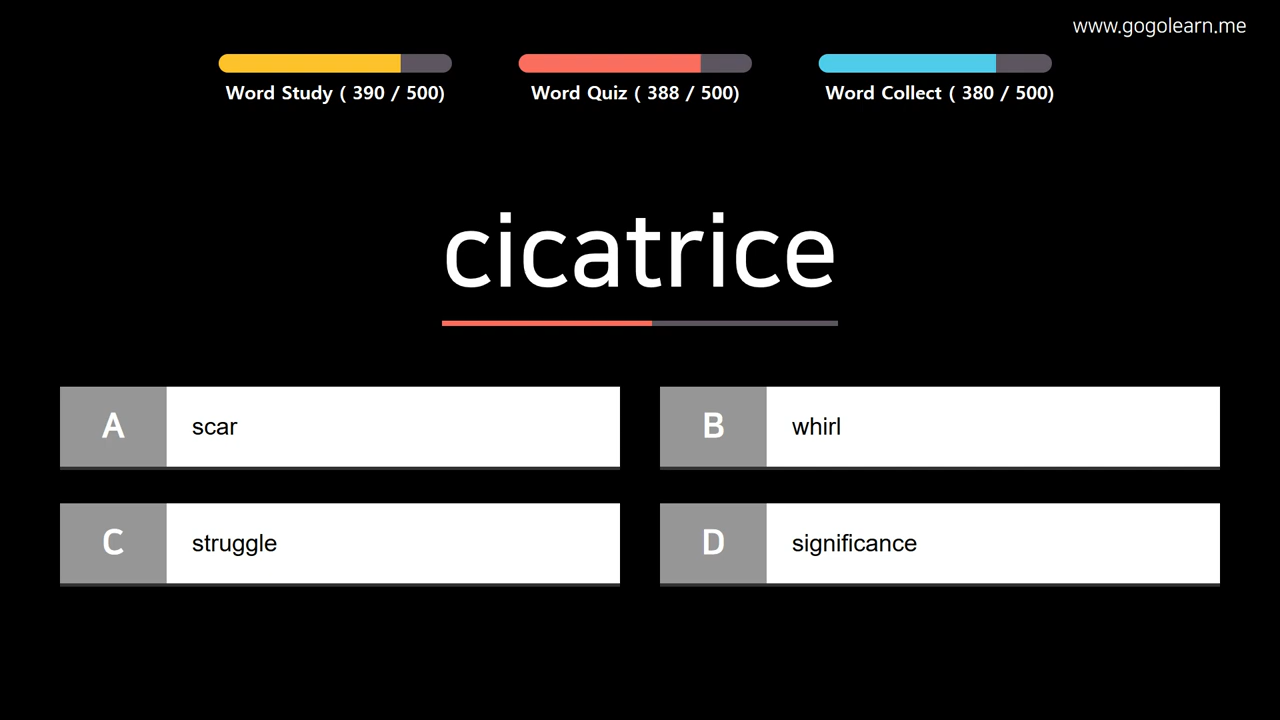 www.gogolearn.me
Word Study ( 390 / 500)
Word Quiz ( 388 / 500)
Word Collect ( 380 / 500)
cicatrice
A scar
B whirl
C struggle
D significance